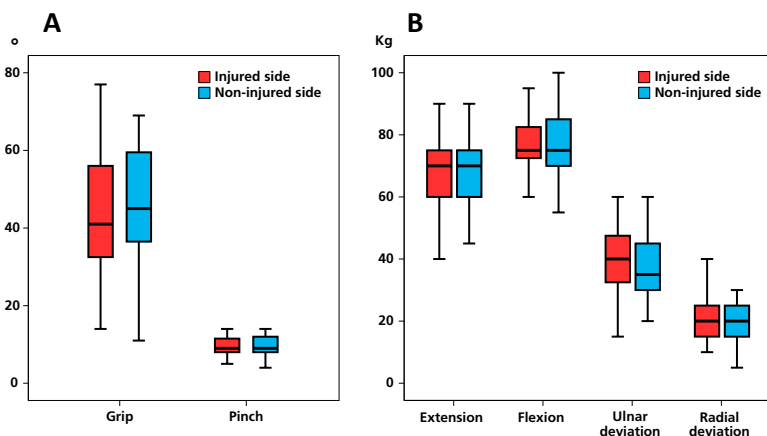 A
°
80
60
40
20
0
Injured side
Non-injured side
Grip
Pinch
B
Kg
100
80
60
40
20
0
Injured side
Non-injured side
Extension
Flexion
Ulnar
deviation
Radial
deviation